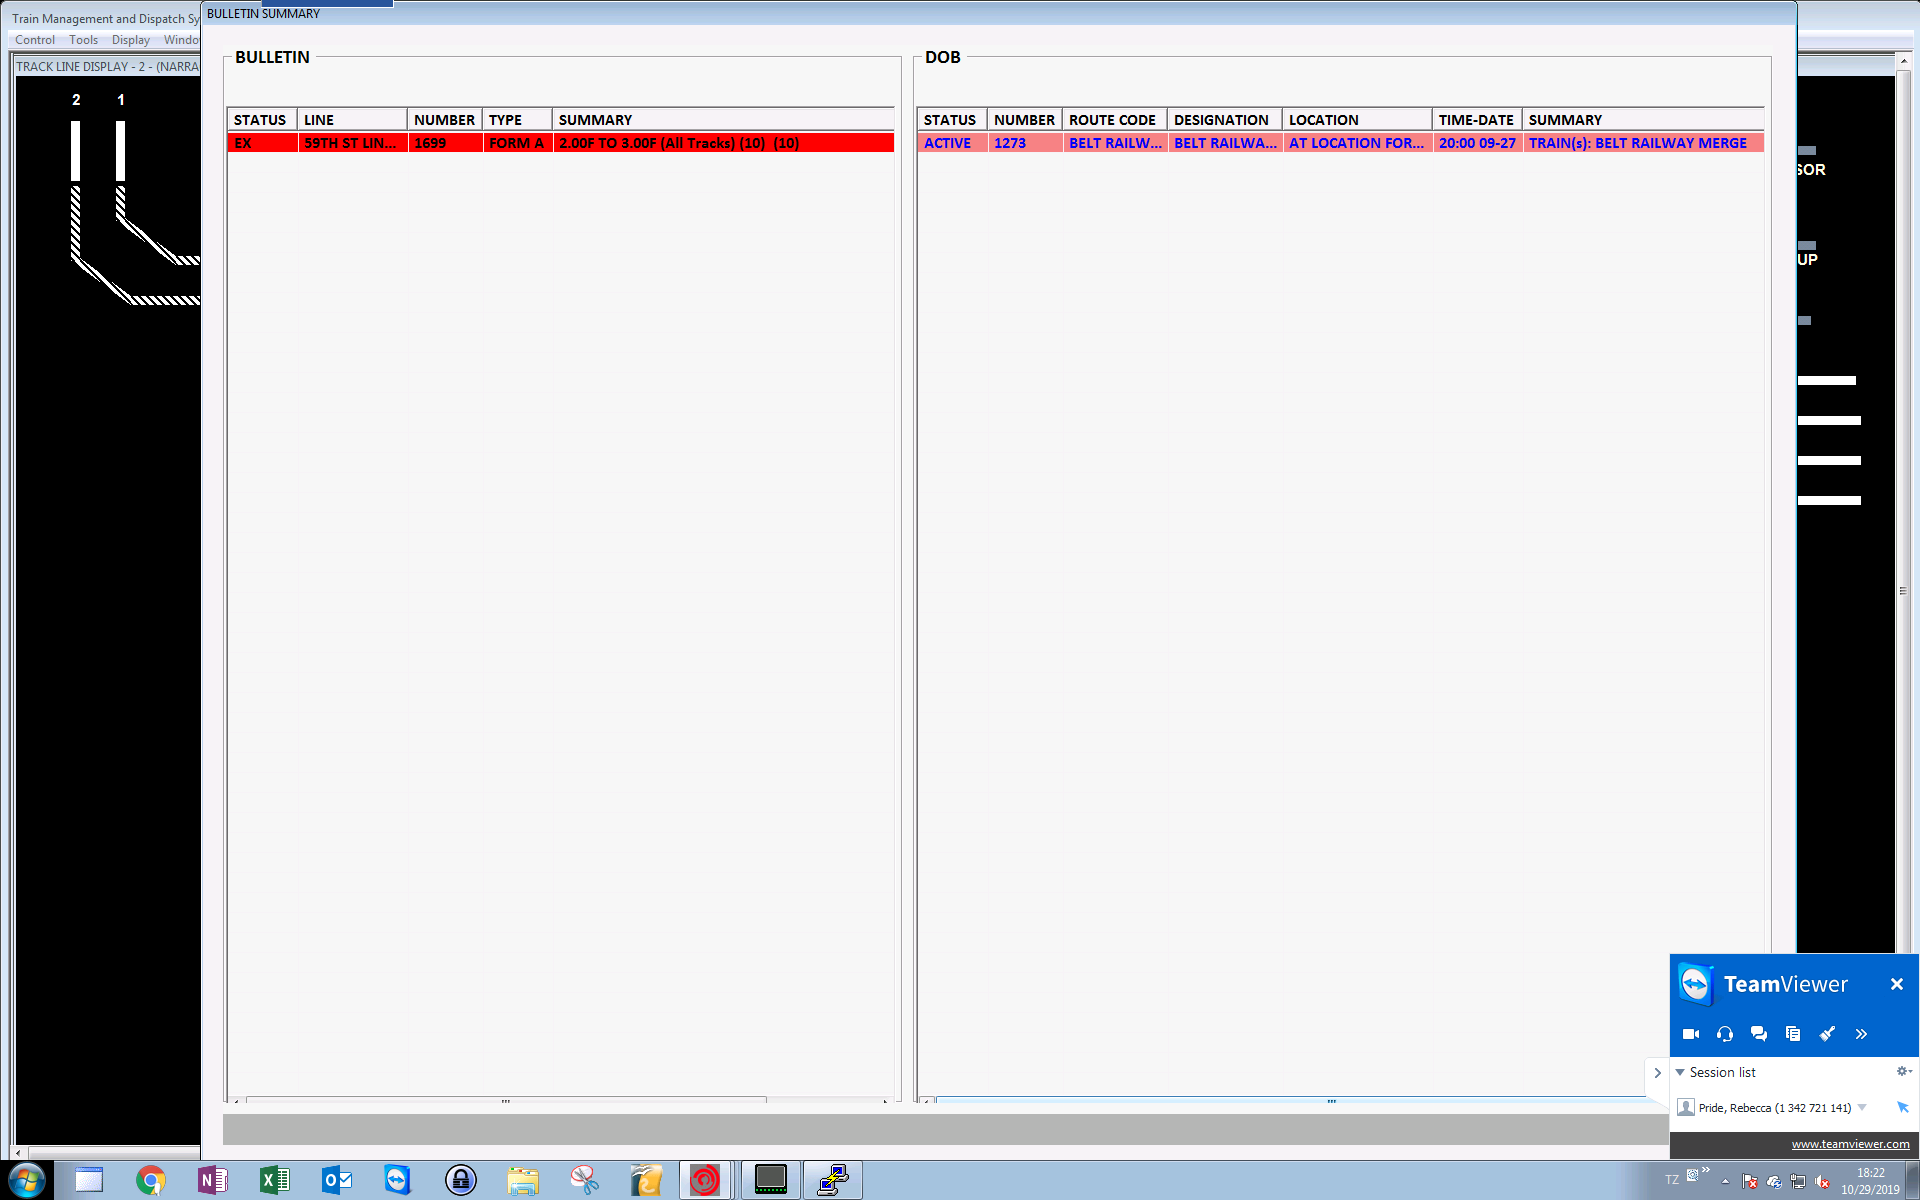 Train Management and Dispatch Sy
BULLETIN SUMMARY
Control Tools Display Windo
TRACK LINE DISPLAY - 2 - (NARRA
2 1
BULLETIN
STATUS LINE NUMBER TYPE SUMMARY
EX 59TH ST LIN... 1699 FORM A 2.00F TO 3.00F (All Tracks) (10) (10)
DOB
STATUS NUMBER ROUTE CODE DESIGNATION LOCATION TIME-DATE SUMMARY
ACTIVE 1273 BELT RAILW... BELT RAILWA... AT LOCATION FOR... 20:00 09-27 TRAIN(s): BELT RAILWAY MERGE
SOR
UP
TeamViewer
Session list
Pride, Rebecca (1 342 721 141)
www.teamviewer.com
TZ
18:22
10/29/2019